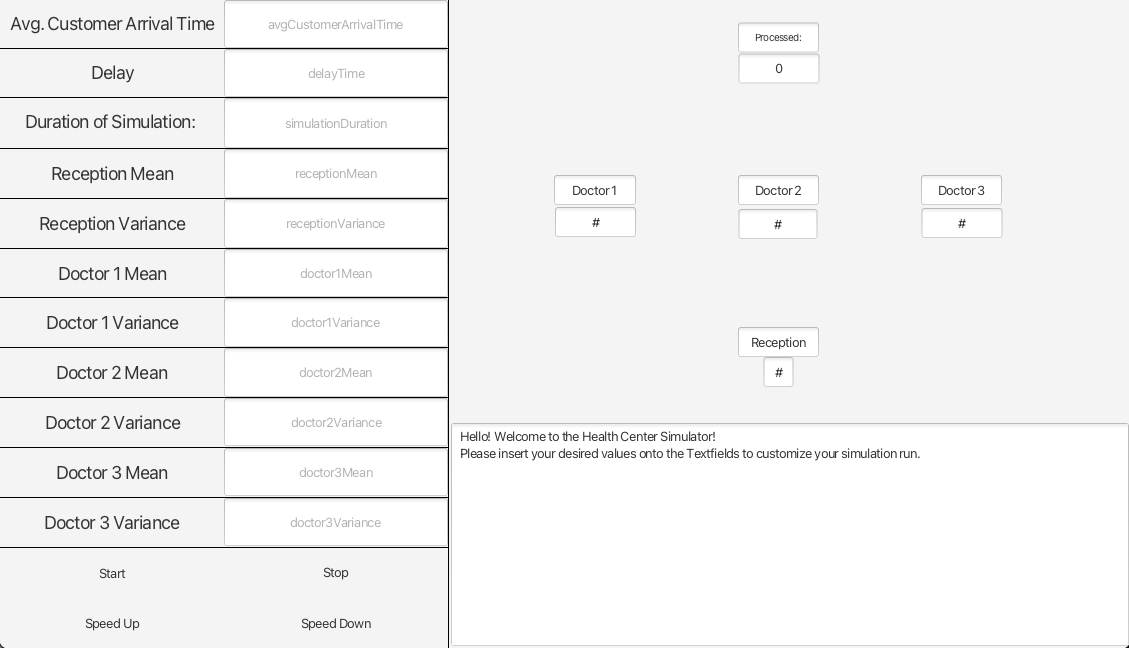 Avg. Customer Arrival Time
avgCustomerArrivalTime
Delay
delayTime
Duration of Simulation:
simulationDuration
Reception Mean
receptionMean
Reception Variance
receptionVariance
Doctor 1 Mean
doctor1Mean
Doctor 1 Variance
doctor1Variance
Doctor 2 Mean
doctor2Mean
Doctor 2 Variance
doctor2Variance
Doctor 3 Mean
doctor3Mean
Doctor 3 Variance
doctor3Variance
Start
Stop
Speed Up
Speed Down
Processed:
0
Doctor 1
#
Doctor 2
#
Doctor 3
#
Reception
#
Hello! Welcome to the Health Center Simulator!
Please insert your desired values onto the Textfields to customize your simulation run.